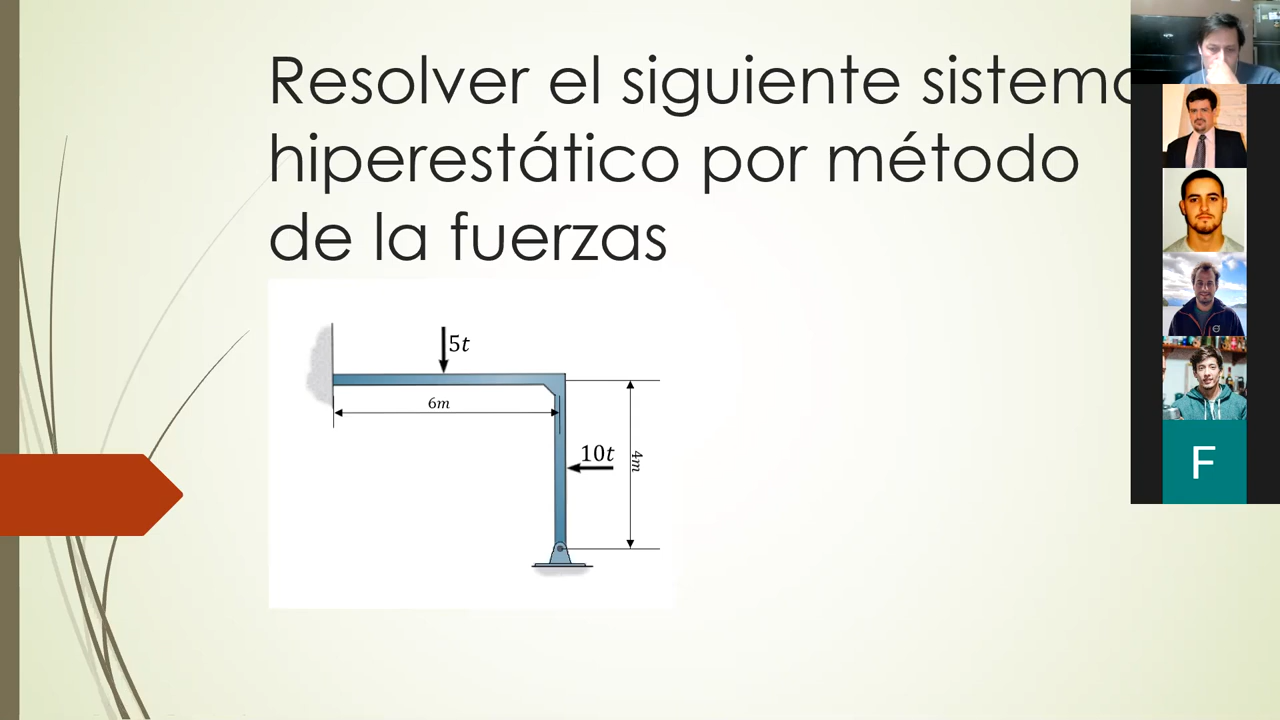 Resolver el siguiente sistema
hiperestático por método
de la fuerzas
5t
6m
10t
4m
F